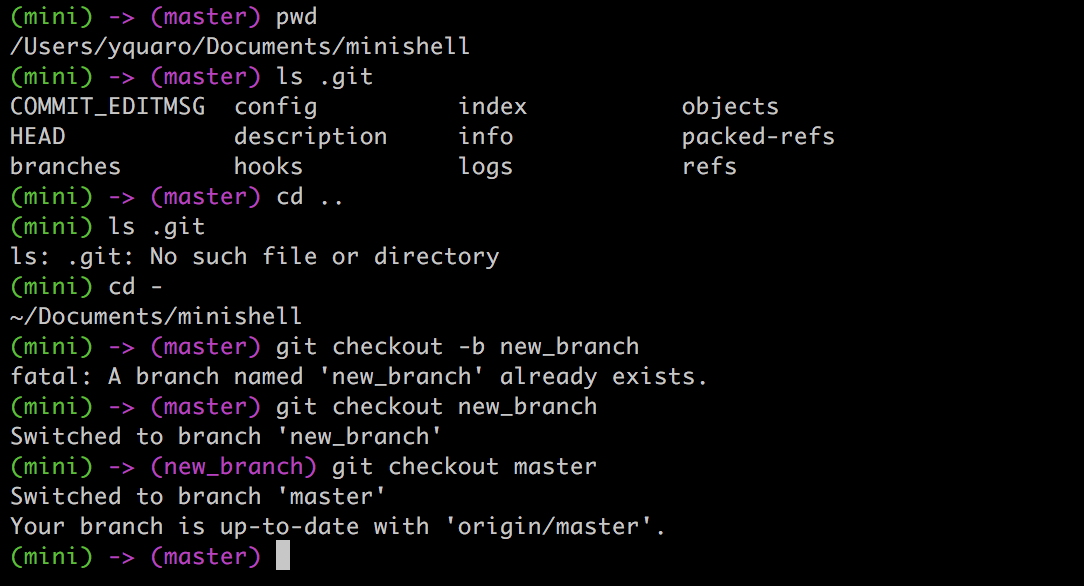 (mini) -> (master) pwd
/Users/yquaro/Documents/minishell
(mini) -> (master) ls .git
COMMIT_EDITMSG  config          index           objects
HEAD            description     info            packed-refs
branches        hooks           logs            refs
(mini) -> (master) cd ..
(mini) ls .git
ls: .git: No such file or directory
(mini) cd -
~/Documents/minishell
(mini) -> (master) git checkout -b new_branch
fatal: A branch named 'new_branch' already exists.
(mini) -> (master) git checkout new_branch
Switched to branch 'new_branch'
(mini) -> (new_branch) git checkout master
Switched to branch 'master'
Your branch is up-to-date with 'origin/master'.
(mini) -> (master)